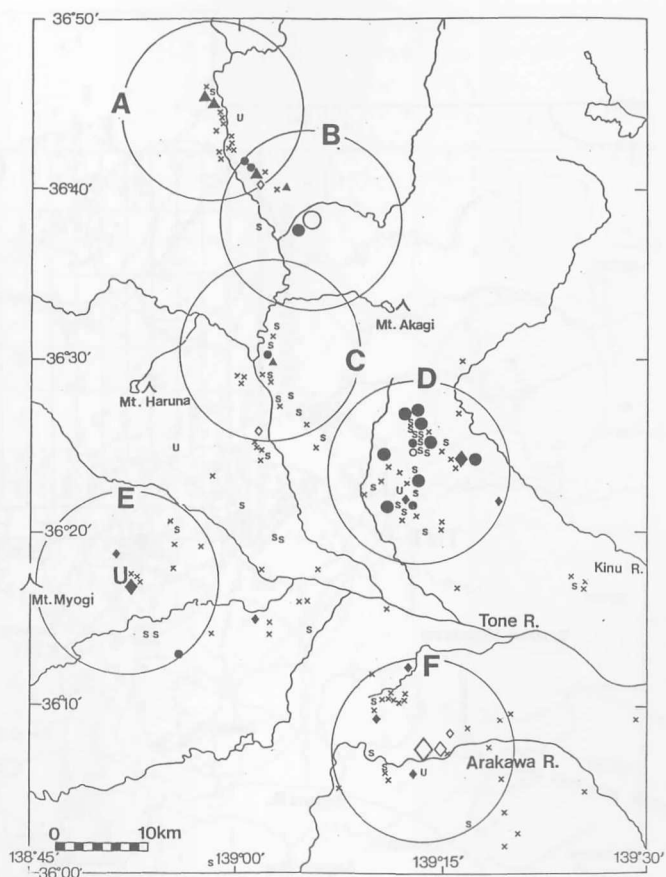 36°50'
A
B
36°40'
Mt. Akagi
36°30'
C
D
Mt. Haruna
E
36°20'
U
Kinu R.
Mt. Myogi
Tone R.
F
36°10'
Arakawa R.
0 10km
138°45' 139°00' 139°15' 139°30'
36°00'